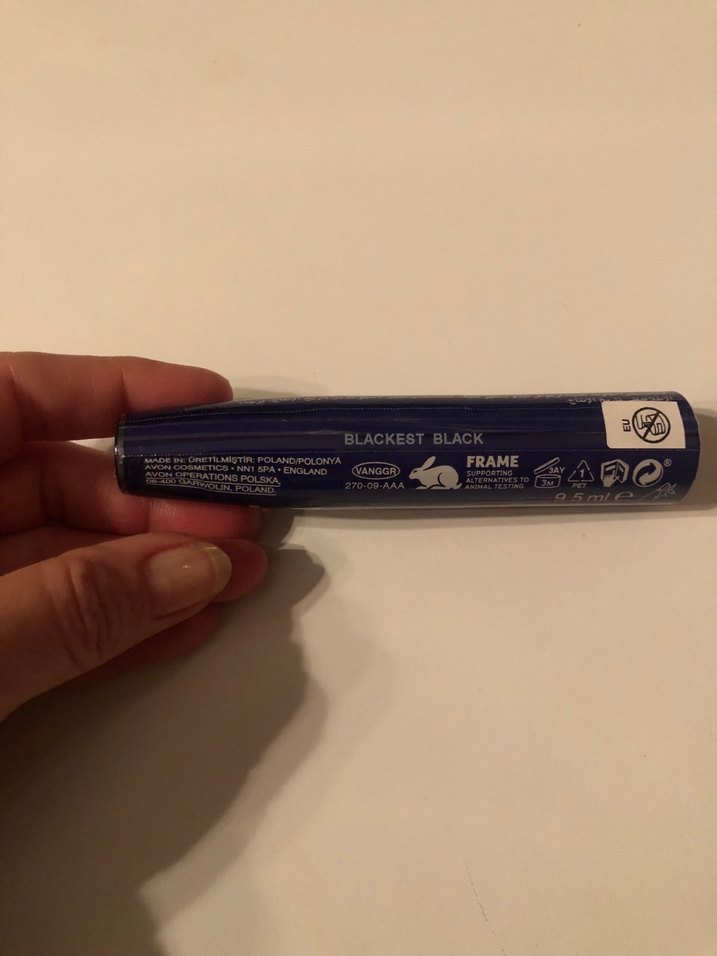 BLACKEST BLACK
MADE IN: ÜRETİLMİŞTİR: POLAND/POLONYA
AVON COSMETICS • NN1 5PA • ENGLAND
AVON OPERATIONS POLSKA,
06-400 GARWOLIN, POLAND.
VANGGR
270-09-AAA
FRAME
SUPPORTING
ALTERNATIVES TO
ANIMAL TESTING
3AY
3M
1
PET
®
9.5 ml e
EU